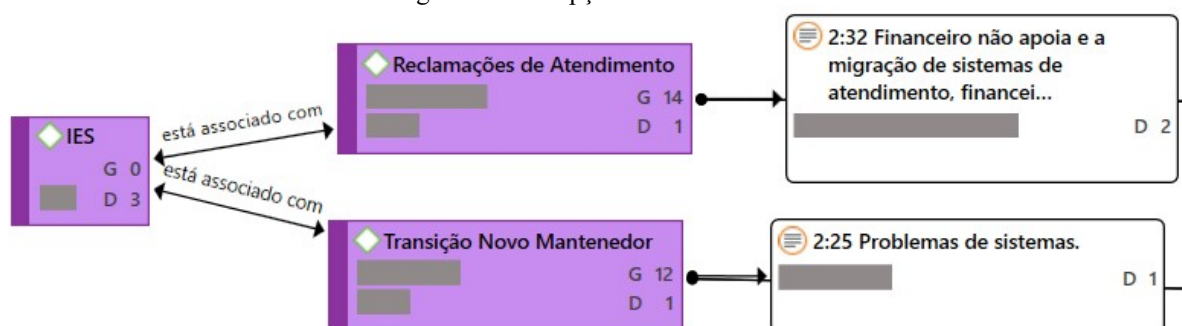 Reclamações de Atendimento
G 14
D 1
2:32 Financeiro não apoia e a
migração de sistemas de
atendimento, financei...
D 2
está associado com
IES
G 0
D 3
está associado com
Transição Novo Mantenedor
G 12
D 1
2:25 Problemas de sistemas.
D 1